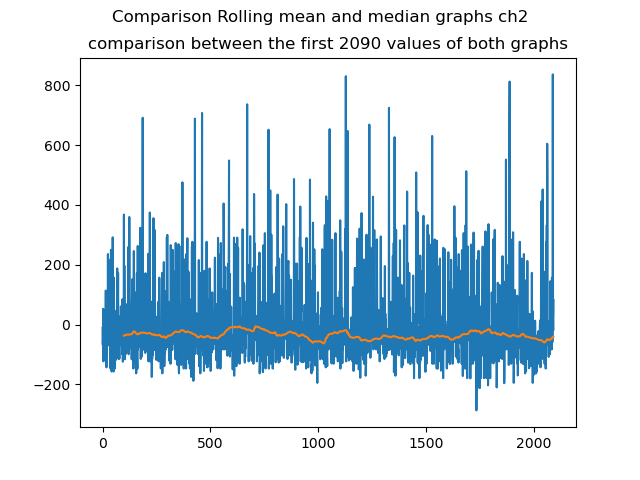 Comparison Rolling mean and median graphs ch2
comparison between the first 2090 values of both graphs
800
600
400
200
0
−200
0 500 1000 1500 2000